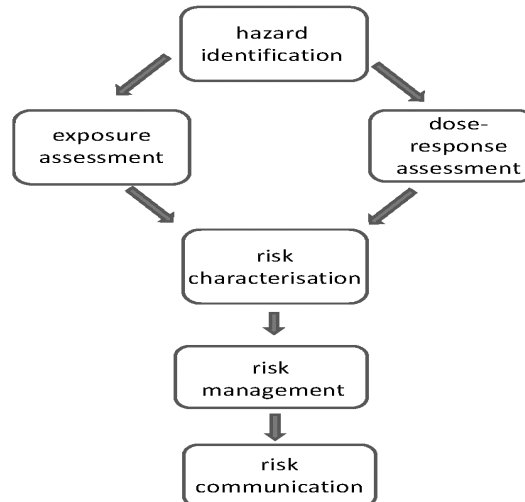 hazard
identification
exposure
assessment
dose-
response
assessment
risk
characterisation
risk
management
risk
communication